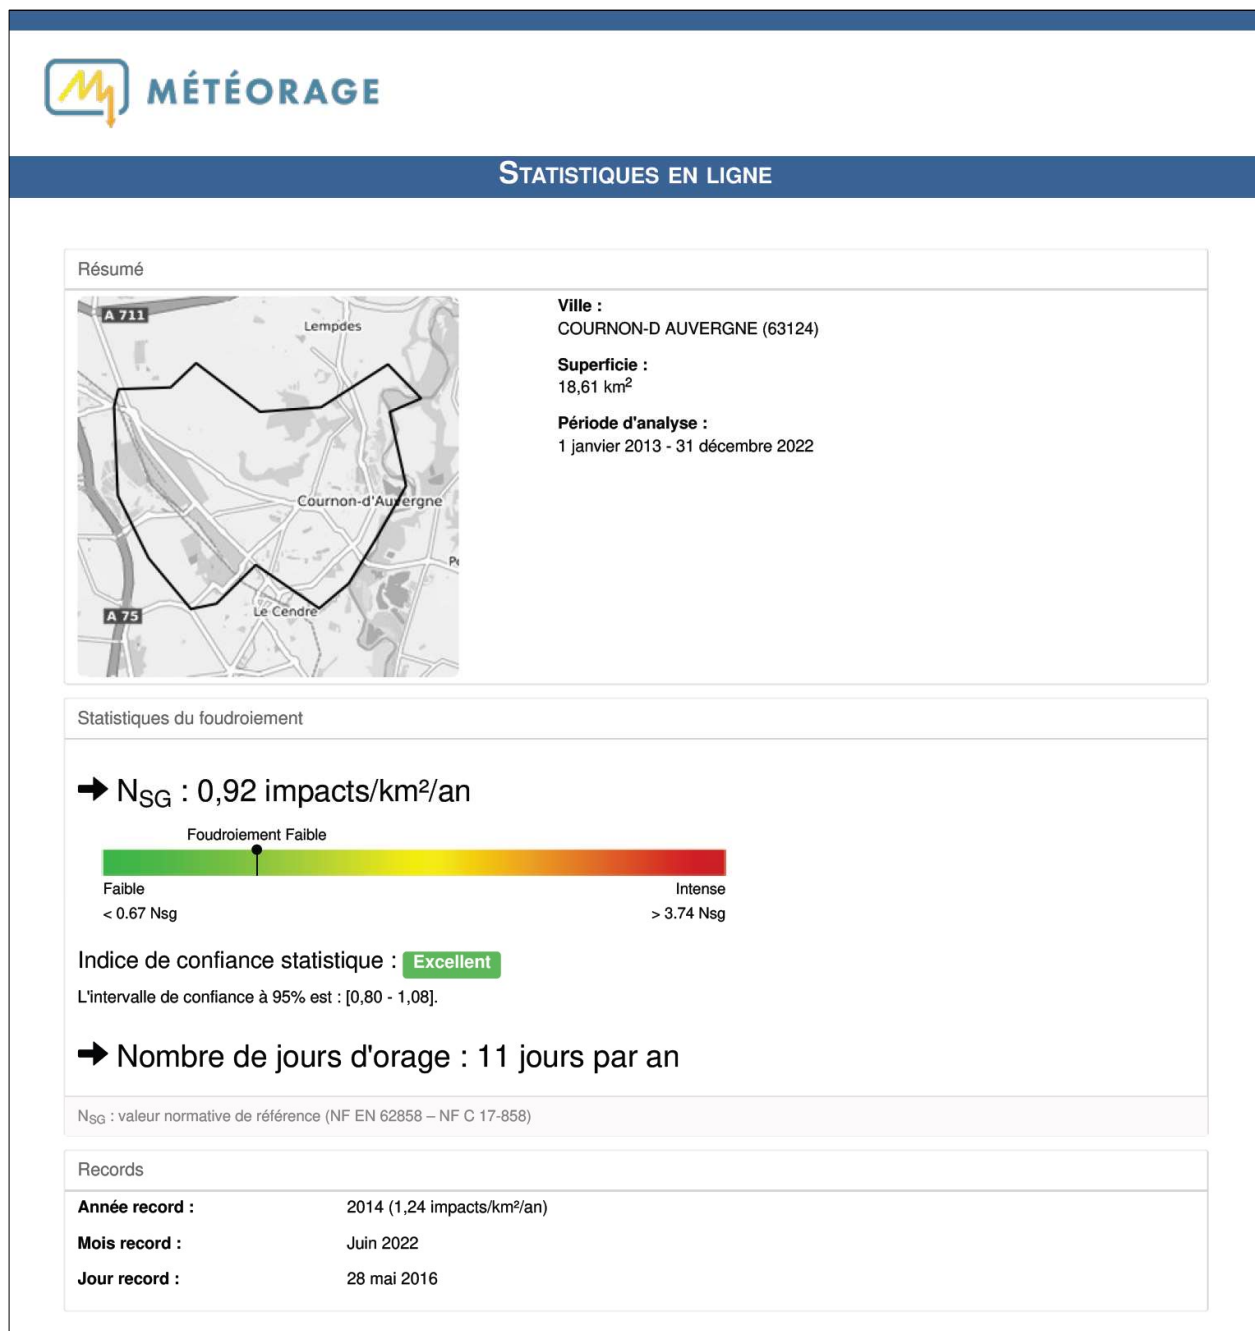 MÉTÉORAGE
STATISTIQUES EN LIGNE
Résumé
A 711
Lempdes
Cournon-d'Auvergne
Le Cendre
A 75
Ville :
COURNON-D AUVERGNE (63124)
Superficie :
18,61 km²
Période d'analyse :
1 janvier 2013 - 31 décembre 2022
Statistiques du foudroiement
➔ NSG : 0,92 impacts/km²/an
Foudroiement Faible
Faible Intense
< 0.67 Nsg > 3.74 Nsg
Indice de confiance statistique : Excellent
L'intervalle de confiance à 95% est : [0,80 - 1,08].
➔ Nombre de jours d'orage : 11 jours par an
NSG : valeur normative de référence (NF EN 62858 – NF C 17-858)
Records
Année record : 2014 (1,24 impacts/km²/an)
Mois record : Juin 2022
Jour record : 28 mai 2016